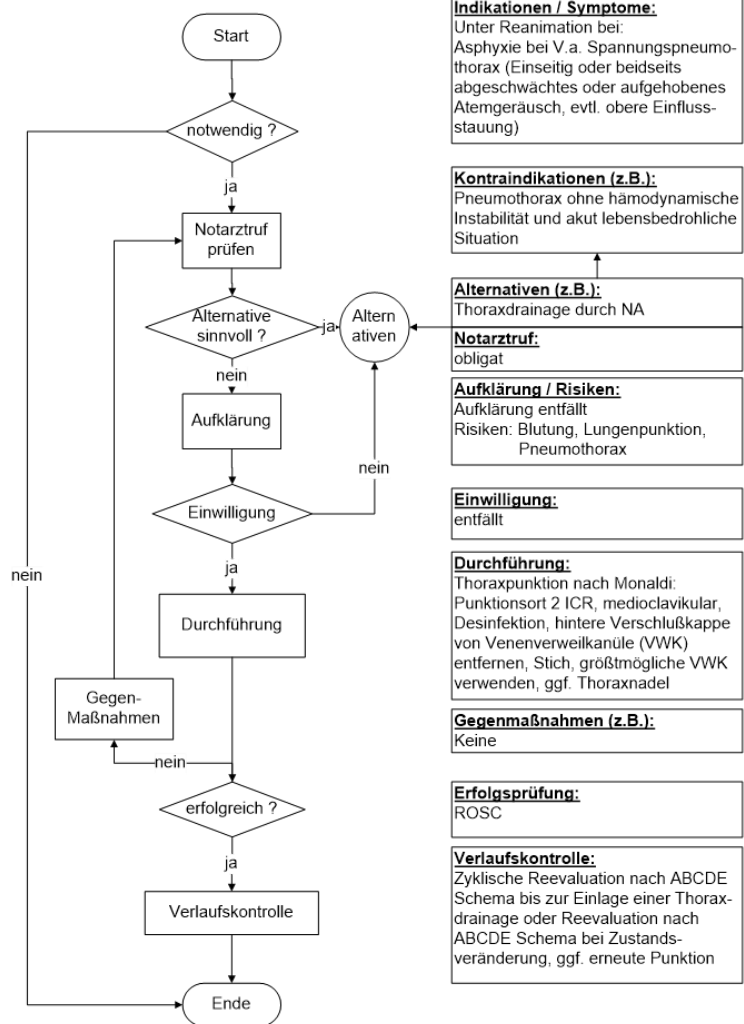 Start
notwendig ?
ja
Notarztruf
prüfen
Alternative
sinnvoll ?
ja
Altern
ativen
nein
Aufklärung
nein
Einwilligung
ja
nein
Durchführung
Gegen-
Maßnahmen
nein
erfolgreich ?
ja
Verlaufskontrolle
Ende
Indikationen / Symptome:
Unter Reanimation bei:
Asphyxie bei V.a. Spannungspneumo-
thorax (Einseitig oder beidseits
abgeschwächtes oder aufgehobenes
Atemgeräusch, evtl. obere Einfluss-
stauung)
Kontraindikationen (z.B.):
Pneumothorax ohne hämodynamische
Instabilität und akut lebensbedrohliche
Situation
Alternativen (z.B.):
Thoraxdrainage durch NA
Notarztruf:
obligat
Aufklärung / Risiken:
Aufklärung entfällt
Risiken: Blutung, Lungenpunktion,
Pneumothorax
Einwilligung:
entfällt
Durchführung:
Thoraxpunktion nach Monaldi:
Punktionsort 2 ICR, medioclavikular,
Desinfektion, hintere Verschlußkappe
von Venenverweilkanüle (VWK)
entfernen, Stich, größtmögliche VWK
verwenden, ggf. Thoraxnadel
Gegenmaßnahmen (z.B.):
Keine
Erfolgsprüfung:
ROSC
Verlaufskontrolle:
Zyklische Reevaluation nach ABCDE
Schema bis zur Einlage einer Thorax-
drainage oder Reevaluation nach
ABCDE Schema bei Zustands-
veränderung, ggf. erneute Punktion